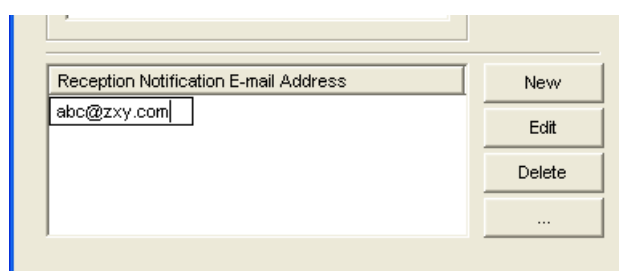 Reception Notification E-mail Address
New
abc@zxy.com
Edit
Delete
...